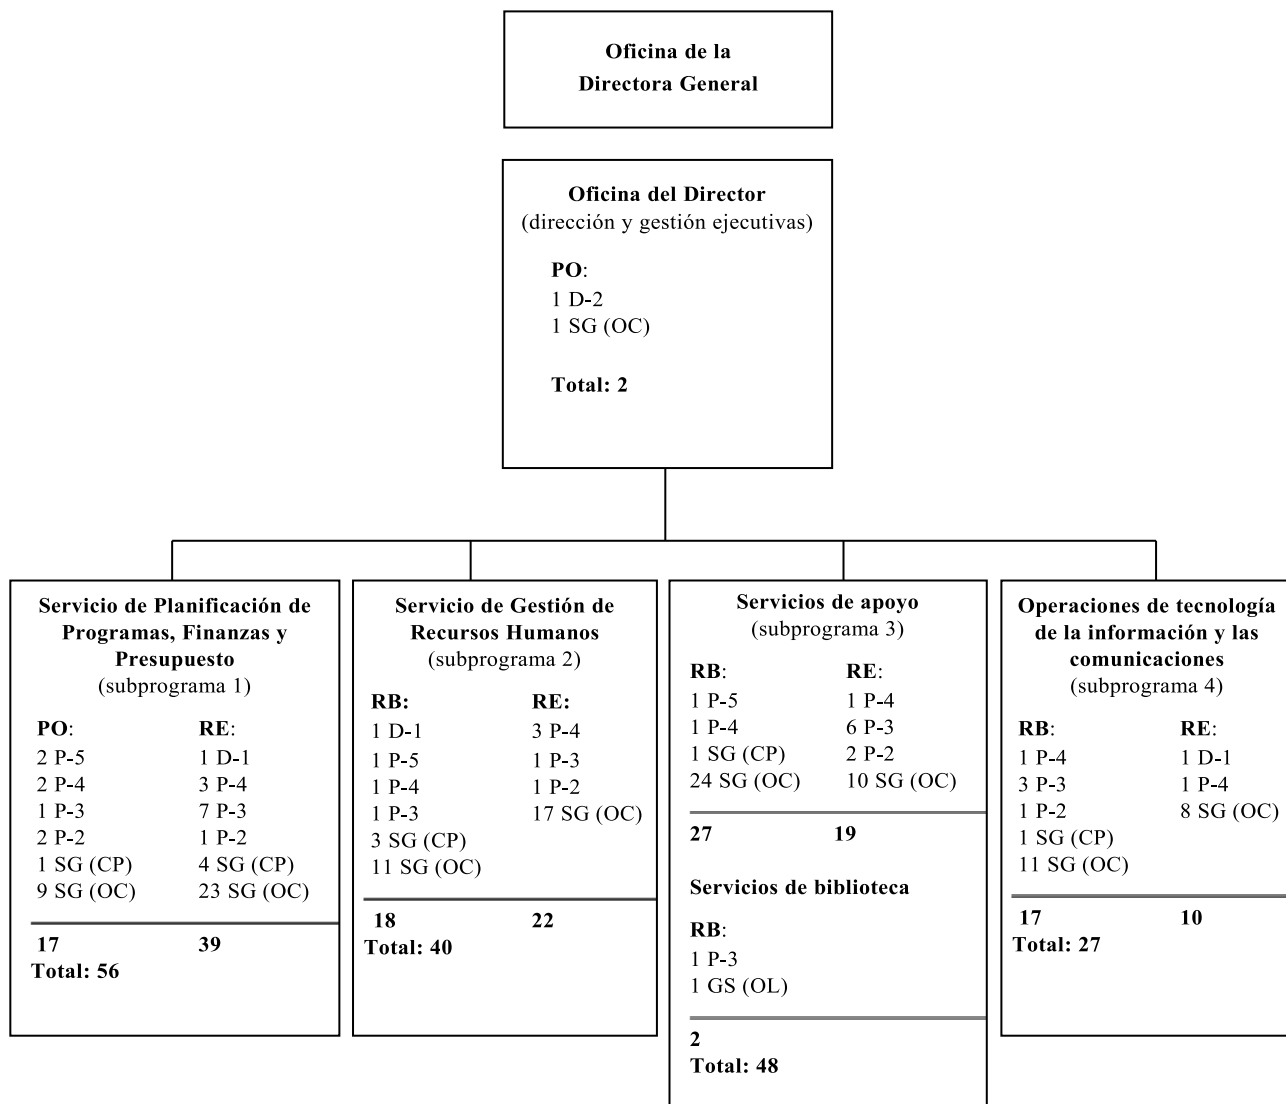 Oficina de la
Directora General
Oficina del Director
(dirección y gestión ejecutivas)
PO:
1 D-2
1 SG (OC)
Total: 2
Servicio de Planificación de
Programas, Finanzas y
Presupuesto
(subprograma 1)
PO: RE:
2 P-5 1 D-1
2 P-4 3 P-4
1 P-3 7 P-3
2 P-2 1 P-2
1 SG (CP) 4 SG (CP)
9 SG (OC) 23 SG (OC)
17 39
Total: 56
Servicio de Gestión de
Recursos Humanos
(subprograma 2)
RB: RE:
1 D-1 3 P-4
1 P-5 1 P-3
1 P-4 1 P-2
1 P-3 17 SG (OC)
3 SG (CP)
11 SG (OC)
18 22
Total: 40
Servicios de apoyo
(subprograma 3)
RB: RE:
1 P-5 1 P-4
1 P-4 6 P-3
1 SG (CP) 2 P-2
24 SG (OC) 10 SG (OC)
27 19
Servicios de biblioteca
RB:
1 P-3
1 GS (OL)
2
Total: 48
Operaciones de tecnología
de la información y las
comunicaciones
(subprograma 4)
RB: RE:
1 P-4 1 D-1
3 P-3 1 P-4
1 P-2 8 SG (OC)
1 SG (CP)
11 SG (OC)
17 10
Total: 27